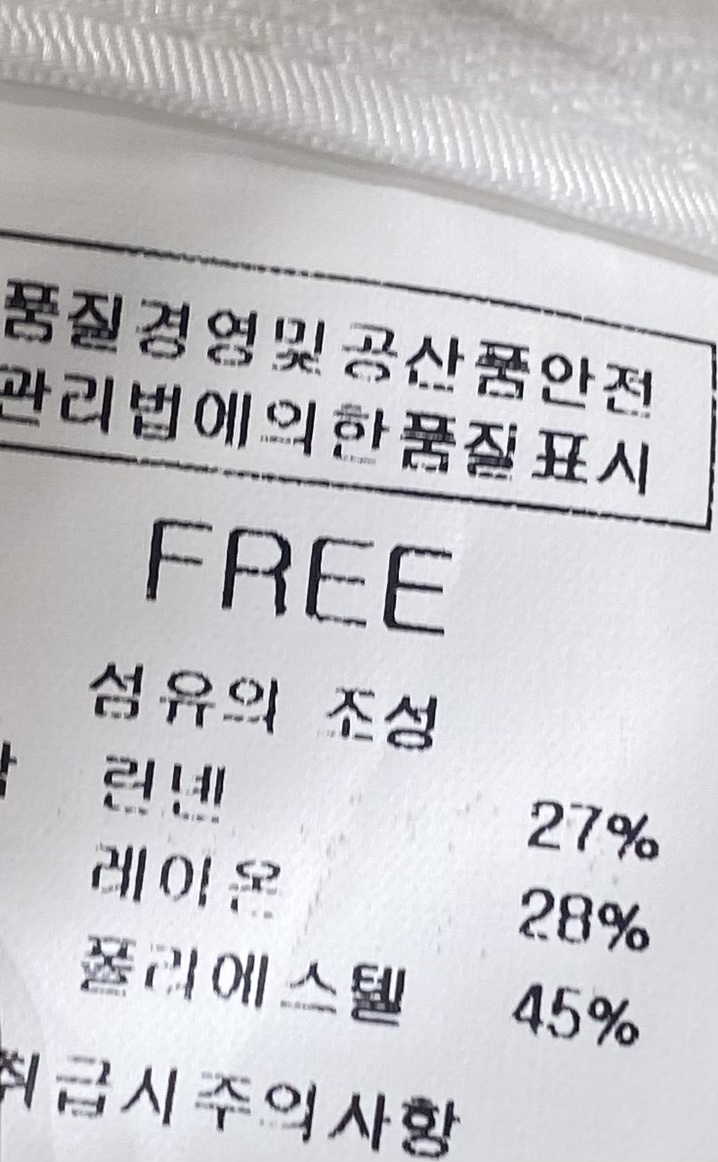 품질경영및공산품안전
관리법에의한품질표시
FREE
섬유의 조성
린넨 27%
레이온 28%
폴리에스텔 45%
취급시주의사항